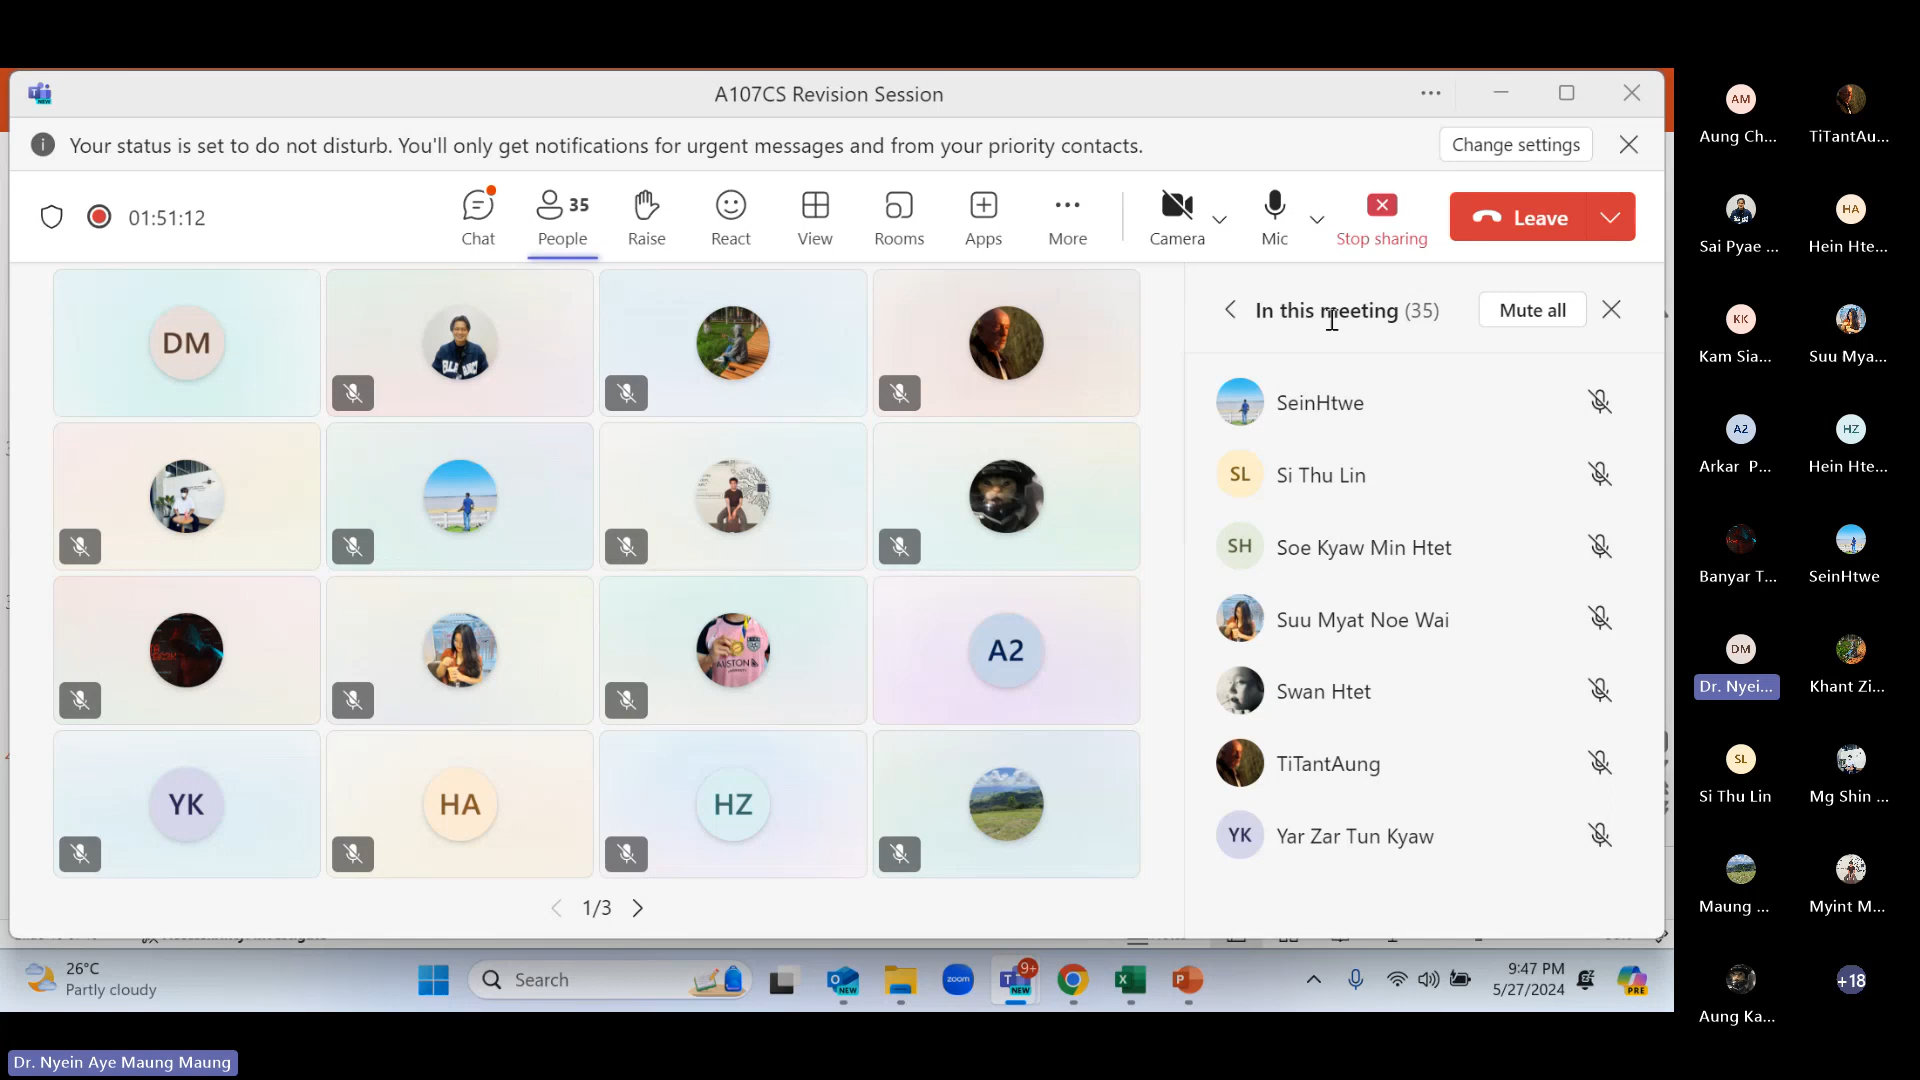 A107CS Revision Session
Your status is set to do not disturb. You'll only get notifications for urgent messages and from your priority contacts.
Change settings
01:51:12
Chat
People
35
Raise
React
View
Rooms
Apps
More
Camera
Mic
Stop sharing
Leave
DM
A2
YK
HA
HZ
1/3
In this meeting (35)
Mute all
SeinHtwe
SL
Si Thu Lin
SH
Soe Kyaw Min Htet
Suu Myat Noe Wai
Swan Htet
TiTantAung
YK
Yar Zar Tun Kyaw
26°C
Partly cloudy
Search
NEW
zoom
9+
NEW
9:47 PM
5/27/2024
PRE
AM
Aung Ch...
TiTantAu...
Sai Pyae ...
HA
Hein Hte...
KK
Kam Sia...
Suu Mya...
A2
Arkar P...
HZ
Hein Hte...
Banyar T...
SeinHtwe
DM
Dr. Nyei...
Khant Zi...
SL
Si Thu Lin
Mg Shin ...
Maung ...
Myint M...
Aung Ka...
+18
Dr. Nyein Aye Maung Maung